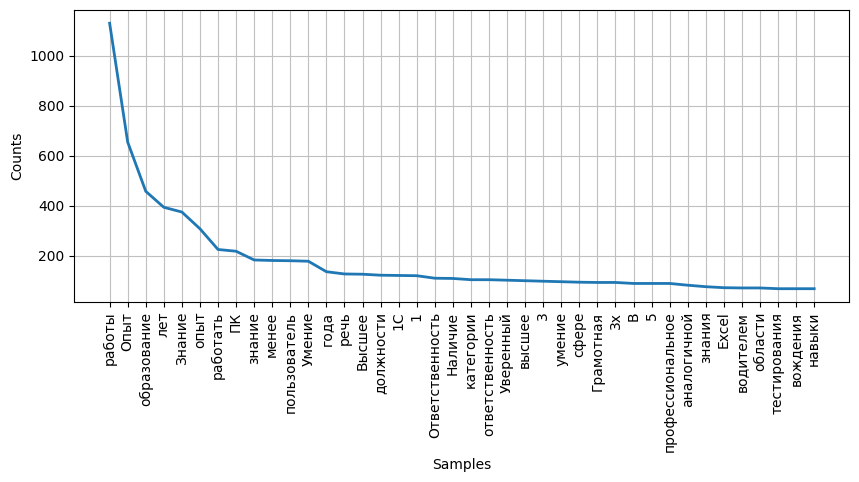 1000
800
600
400
200
Counts
работы
Опыт
образование
лет
Знание
опыт
работать
ПК
знание
менее
пользователь
Умение
года
речь
Высшее
должности
1С
1
Ответственность
Наличие
категории
ответственность
Уверенный
высшее
3
умение
сфере
Грамотная
3х
В
5
профессиональное
аналогичной
знания
Excel
водителем
области
тестирования
вождения
навыки
Samples